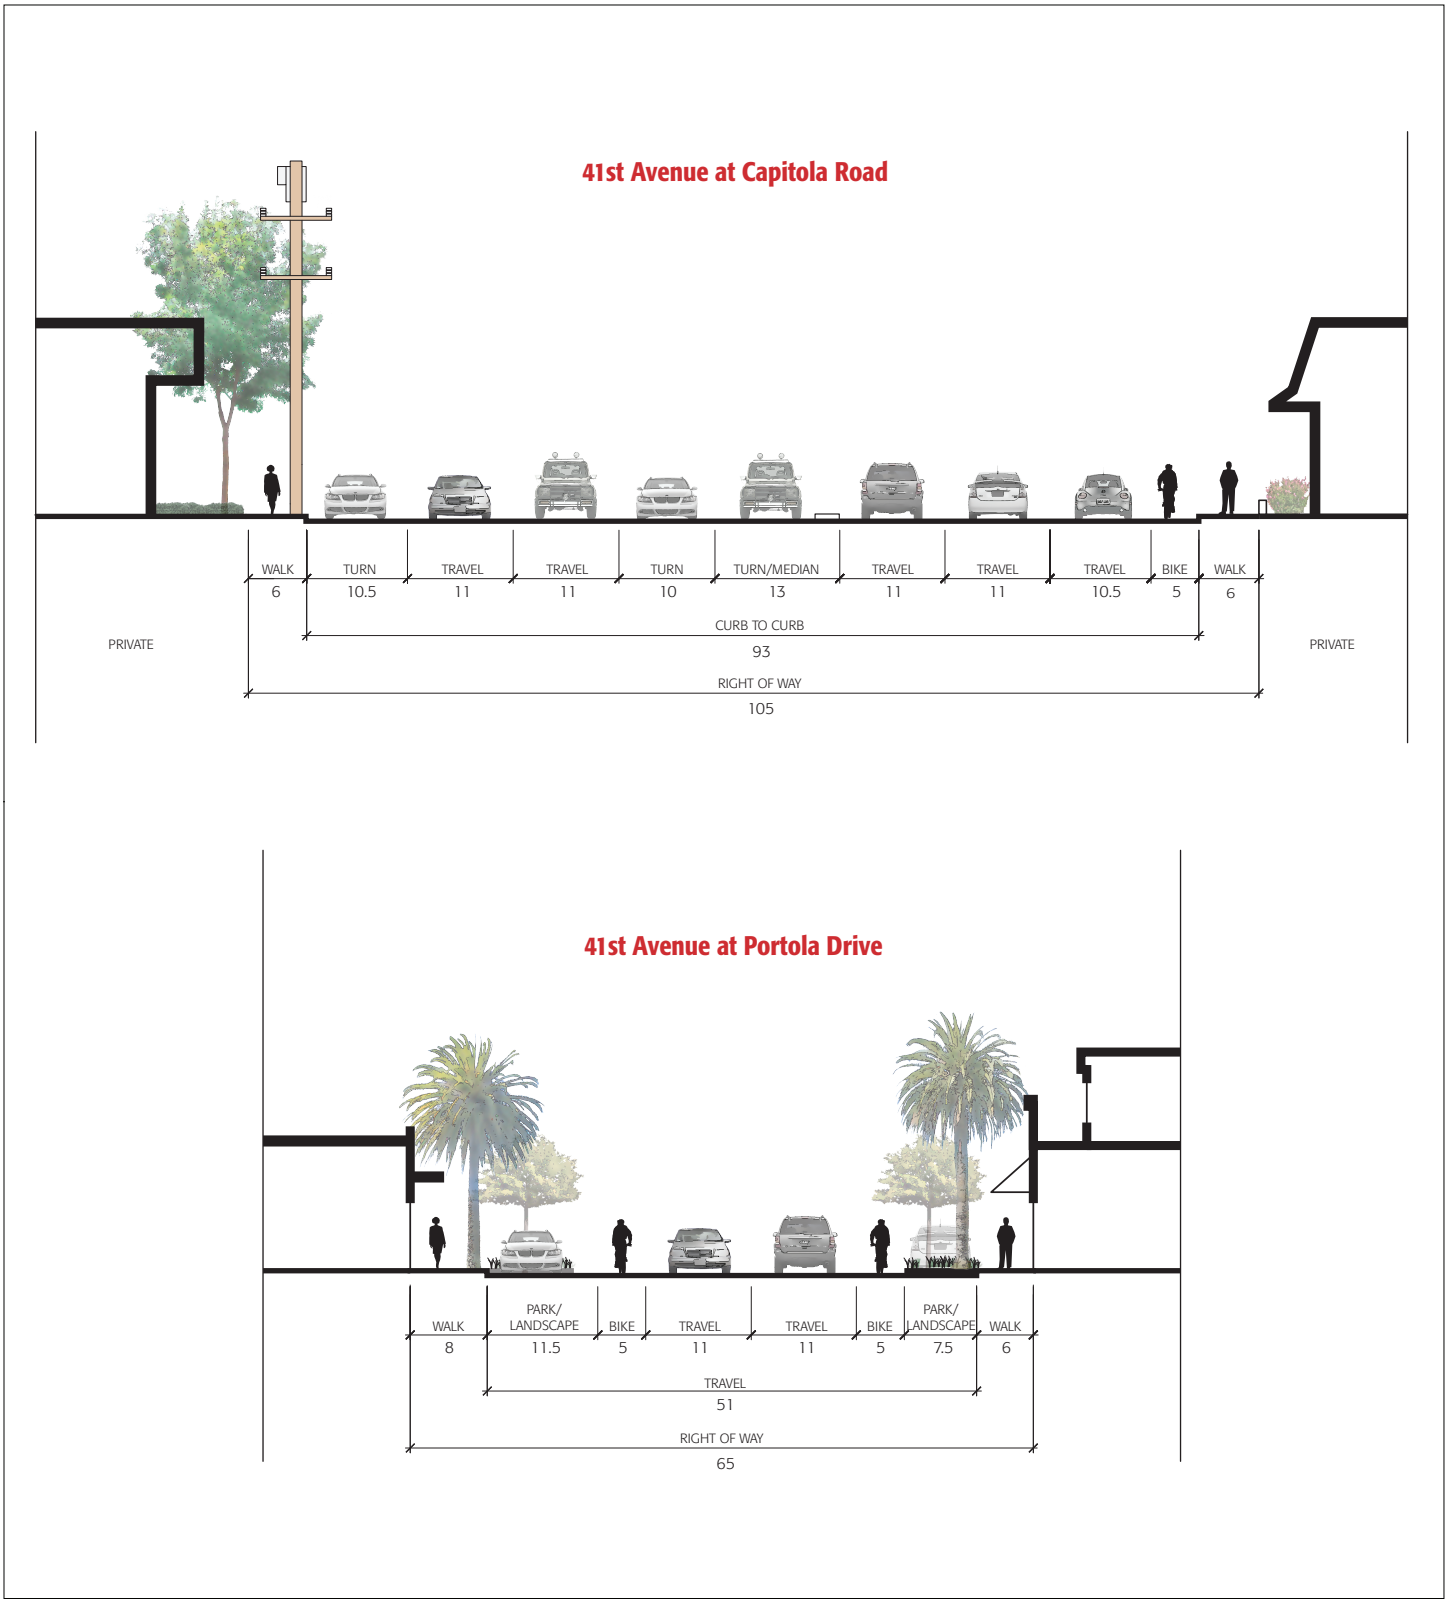 41st Avenue at Capitola Road
WALK TURN TRAVEL TRAVEL TURN TURN/MEDIAN TRAVEL TRAVEL TRAVEL BIKE WALK
6 10.5 11 11 10 13 11 11 10.5 5 6
CURB TO CURB
93
PRIVATE PRIVATE
RIGHT OF WAY
105
41st Avenue at Portola Drive
PARK/ PARK/
WALK LANDSCAPE BIKE TRAVEL TRAVEL BIKE LANDSCAPE WALK
8 11.5 5 11 11 5 7.5 6
TRAVEL
51
RIGHT OF WAY
65